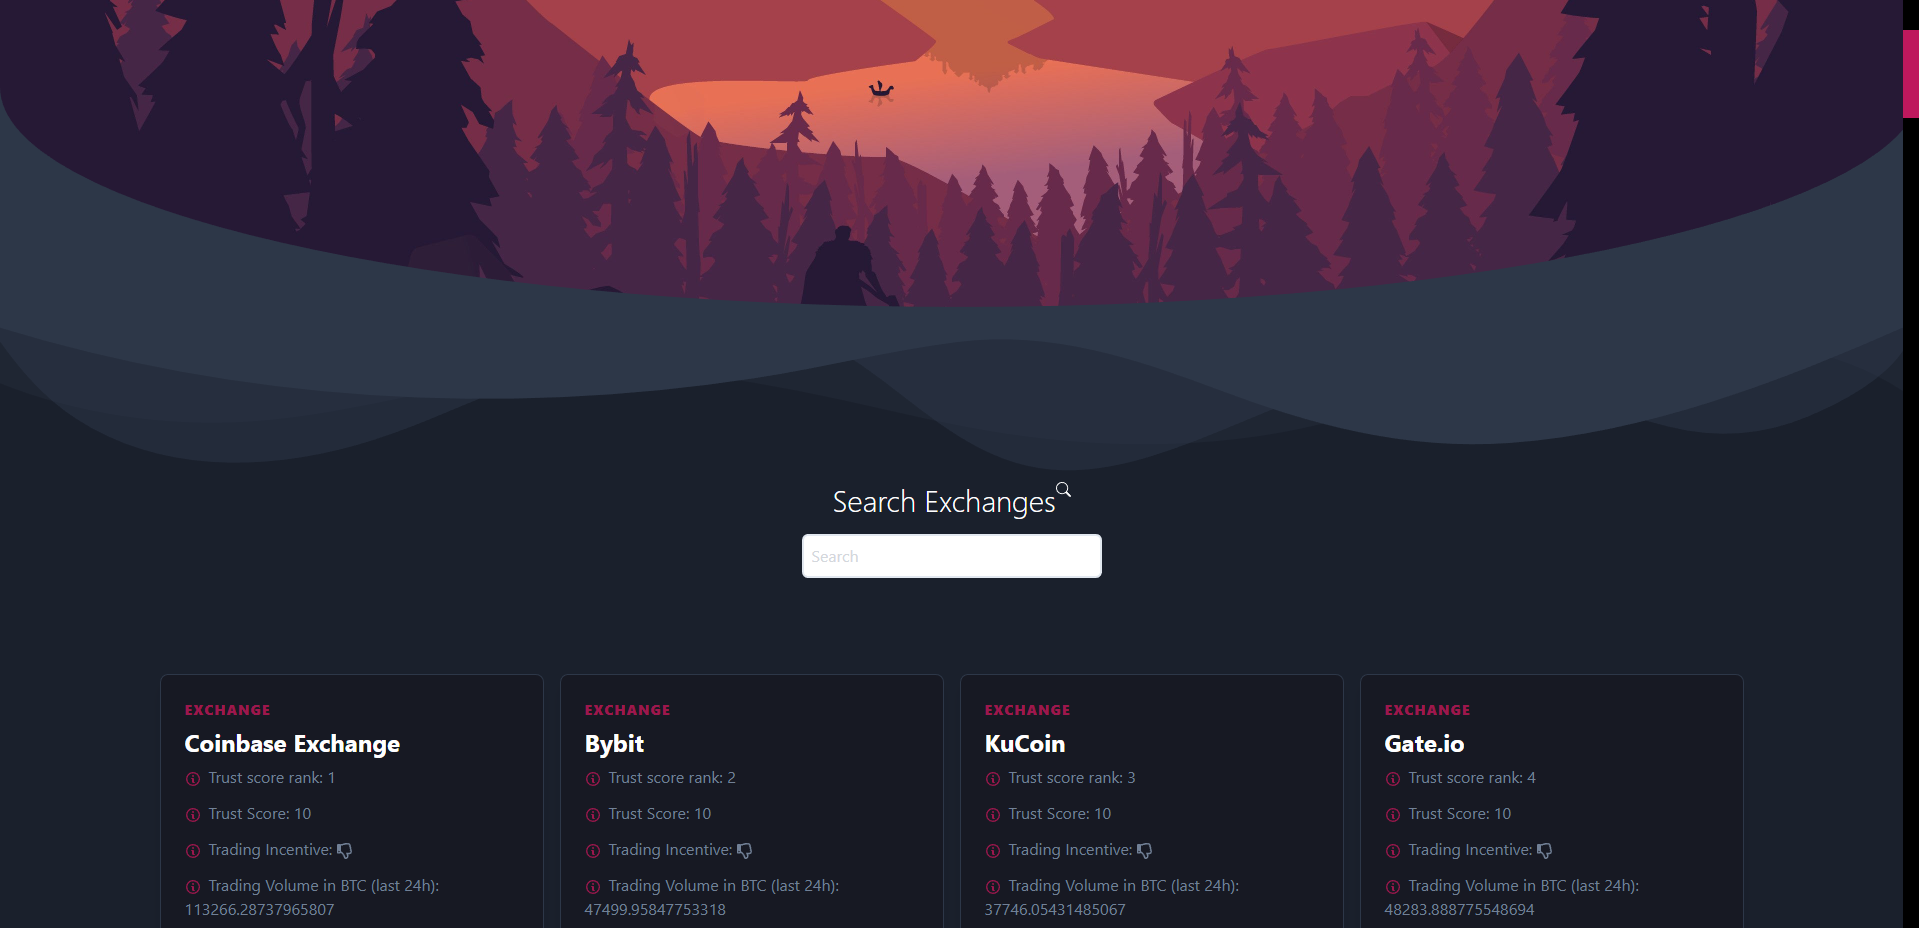 Search Exchanges
Search
EXCHANGE
Coinbase Exchange
Trust score rank: 1
Trust Score: 10
Trading Incentive:
Trading Volume in BTC (last 24h):
113266.28737965807
EXCHANGE
Bybit
Trust score rank: 2
Trust Score: 10
Trading Incentive:
Trading Volume in BTC (last 24h):
47499.95847753318
EXCHANGE
KuCoin
Trust score rank: 3
Trust Score: 10
Trading Incentive:
Trading Volume in BTC (last 24h):
37746.05431485067
EXCHANGE
Gate.io
Trust score rank: 4
Trust Score: 10
Trading Incentive:
Trading Volume in BTC (last 24h):
48283.888775548694